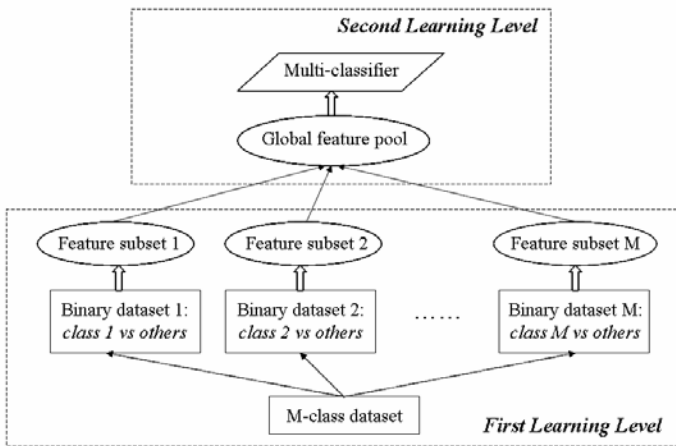 Second Learning Level
Multi-classifier
Global feature pool
Feature subset 1
Feature subset 2
Feature subset M
Binary dataset 1:
class 1 vs others
Binary dataset 2:
class 2 vs others
......
Binary dataset M:
class M vs others
M-class dataset
First Learning Level